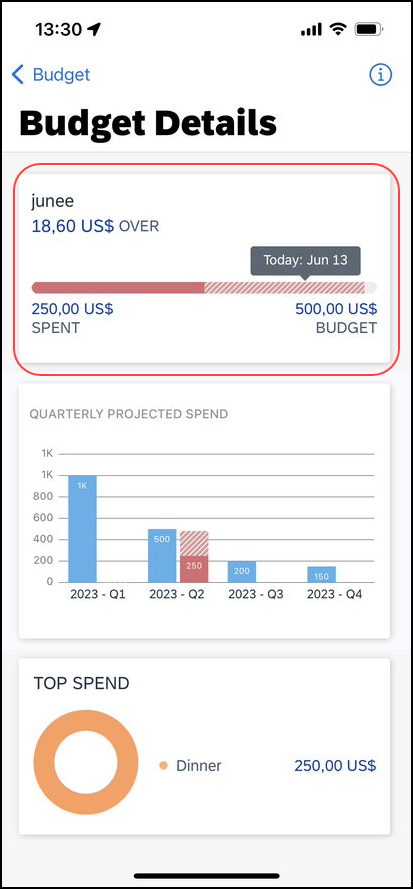 13:30
Budget
Budget Details
junee
18,60 US$ OVER
Today: Jun 13
250,00 US$ 500,00 US$
SPENT BUDGET
QUARTERLY PROJECTED SPEND
1K
1K
800
600
400
200
0
1K
500
250
200
150
2023 - Q1 2023 - Q2 2023 - Q3 2023 - Q4
TOP SPEND
Dinner 250,00 US$